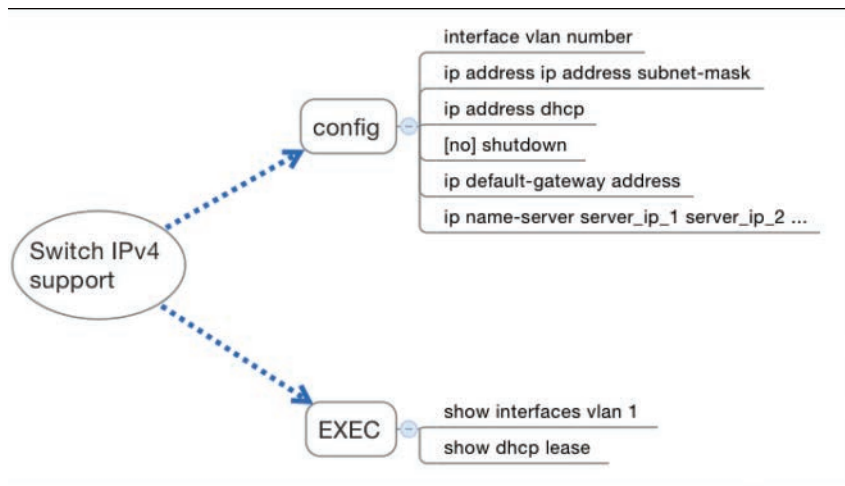 Switch IPv4
support
config
interface vlan number
ip address ip address subnet-mask
ip address dhcp
[no] shutdown
ip default-gateway address
ip name-server server_ip_1 server_ip_2 ...
EXEC
show interfaces vlan 1
show dhcp lease